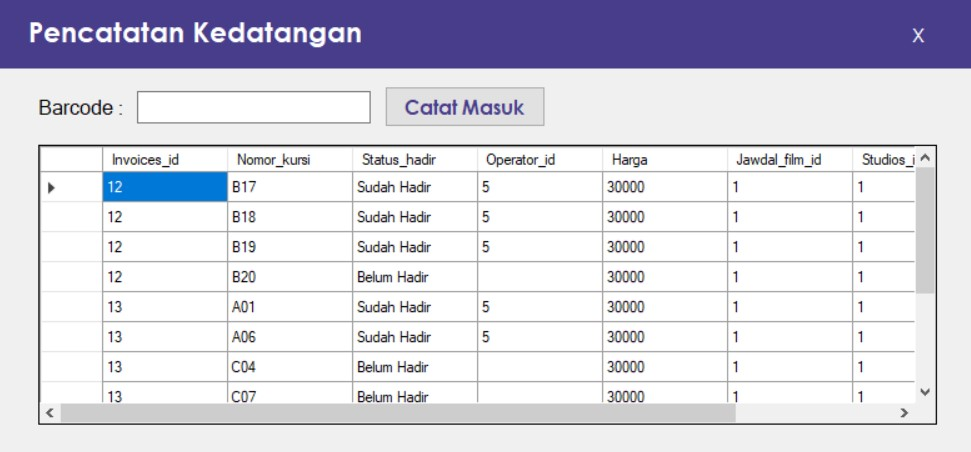 Pencatatan Kedatangan X
Barcode : Catat Masuk
Invoices_id Nomor_kursi Status_hadir Operator_id Harga Jawdal_film_id Studios_i
12 B17 Sudah Hadir 5 30000 1 1
12 B18 Sudah Hadir 5 30000 1 1
12 B19 Sudah Hadir 5 30000 1 1
12 B20 Belum Hadir 30000 1 1
13 A01 Sudah Hadir 5 30000 1 1
13 A06 Sudah Hadir 5 30000 1 1
13 C04 Belum Hadir 30000 1 1
13 C07 Belum Hadir 30000 1 1